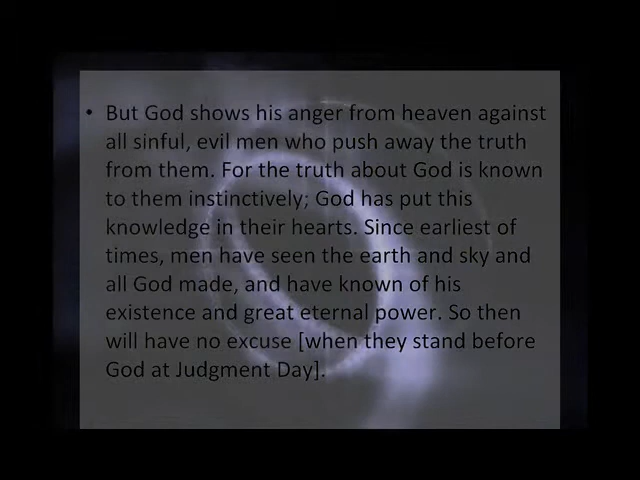 • But God shows his anger from heaven against
all sinful, evil men who push away the truth
from them. For the truth about God is known
to them instinctively; God has put this
knowledge in their hearts. Since earliest of
times, men have seen the earth and sky and
all God made, and have known of his
existence and great eternal power. So then
will have no excuse [when they stand before
God at Judgment Day].